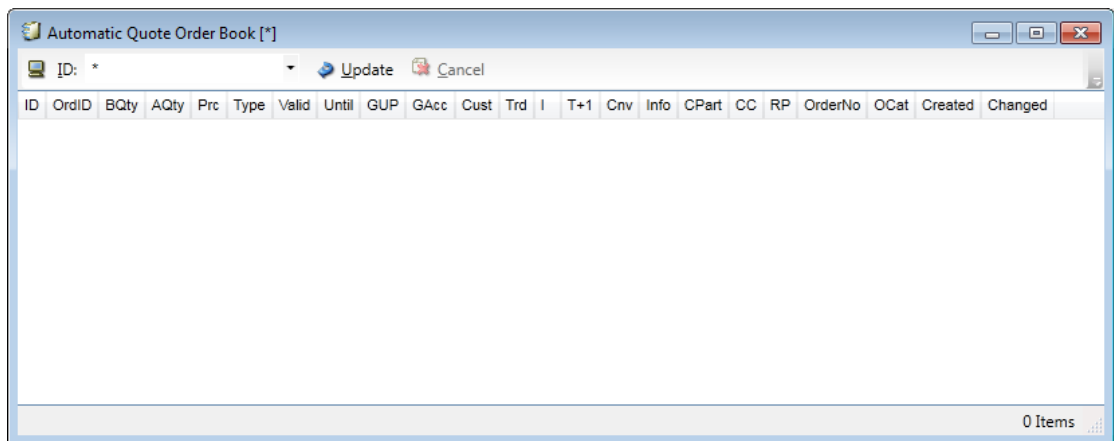 Automatic Quote Order Book [*]
ID: * Update Cancel
ID OrdID BQty AQty Prc Type Valid Until GUP GAcc Cust Trd I T+1 Cnv Info CPart CC RP OrderNo OCat Created Changed
0 Items